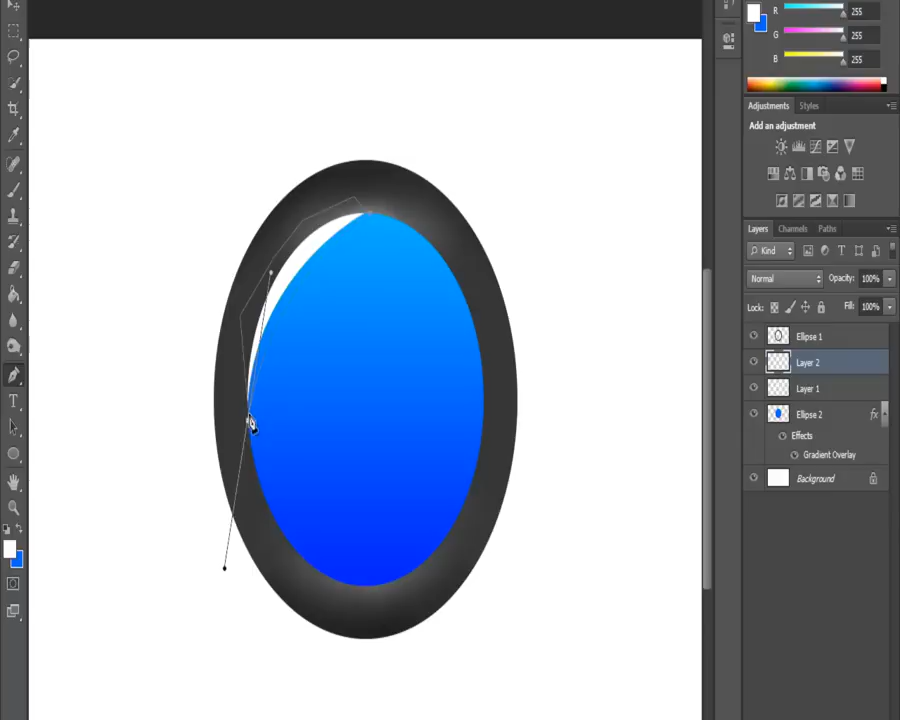 R 255
G 255
B 255
Adjustments Styles
Add an adjustment
Layers Channels Paths
Kind T
Normal Opacity: 100%
Lock: Fill: 100%
Ellipse 1
Layer 2
Layer 1
Ellipse 2 fx
Effects
Gradient Overlay
Background
T